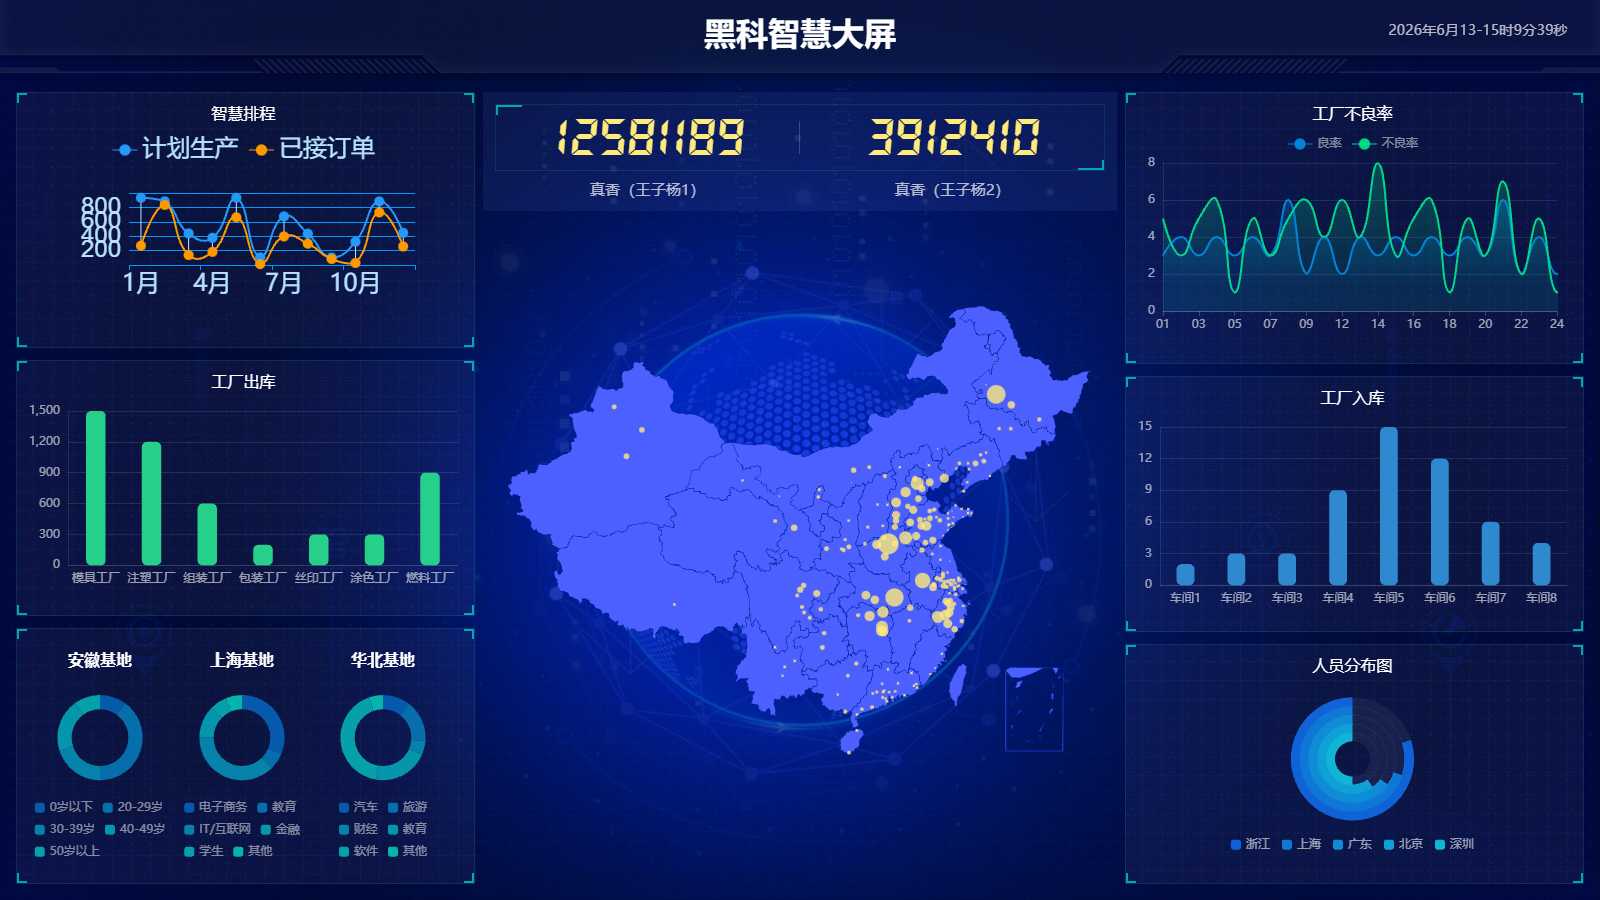 黑科智慧大屏
2026年6月13-15时9分39秒
智慧排程
计划生产 已接订单
800
600
400
200
1月 4月 7月 10月
工厂出库
1,500
1,200
900
600
300
0
模具工厂 注塑工厂 组装工厂 包装工厂 丝印工厂 涂色工厂 燃料工厂
安徽基地 上海基地 华北基地
0岁以下 20-29岁
30-39岁 40-49岁
50岁以上
电子商务 教育
IT/互联网 金融
学生 其他
汽车 旅游
财经 教育
软件 其他
12581189 3912410
真香（王子杨1） 真香（王子杨2）
工厂不良率
良率 不良率
8
6
4
2
0
01 03 05 07 09 12 14 16 18 20 22 24
工厂入库
15
12
9
6
3
0
车间1 车间2 车间3 车间4 车间5 车间6 车间7 车间8
人员分布图
浙江 上海 广东 北京 深圳